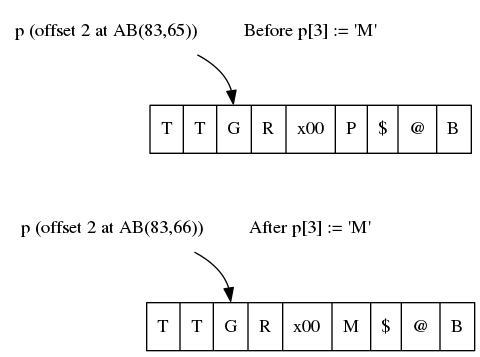 p (offset 2 at AB(83,65)) Before p[3] := 'M'
T T G R x00 P $ @ B
p (offset 2 at AB(83,66)) After p[3] := 'M'
T T G R x00 M $ @ B